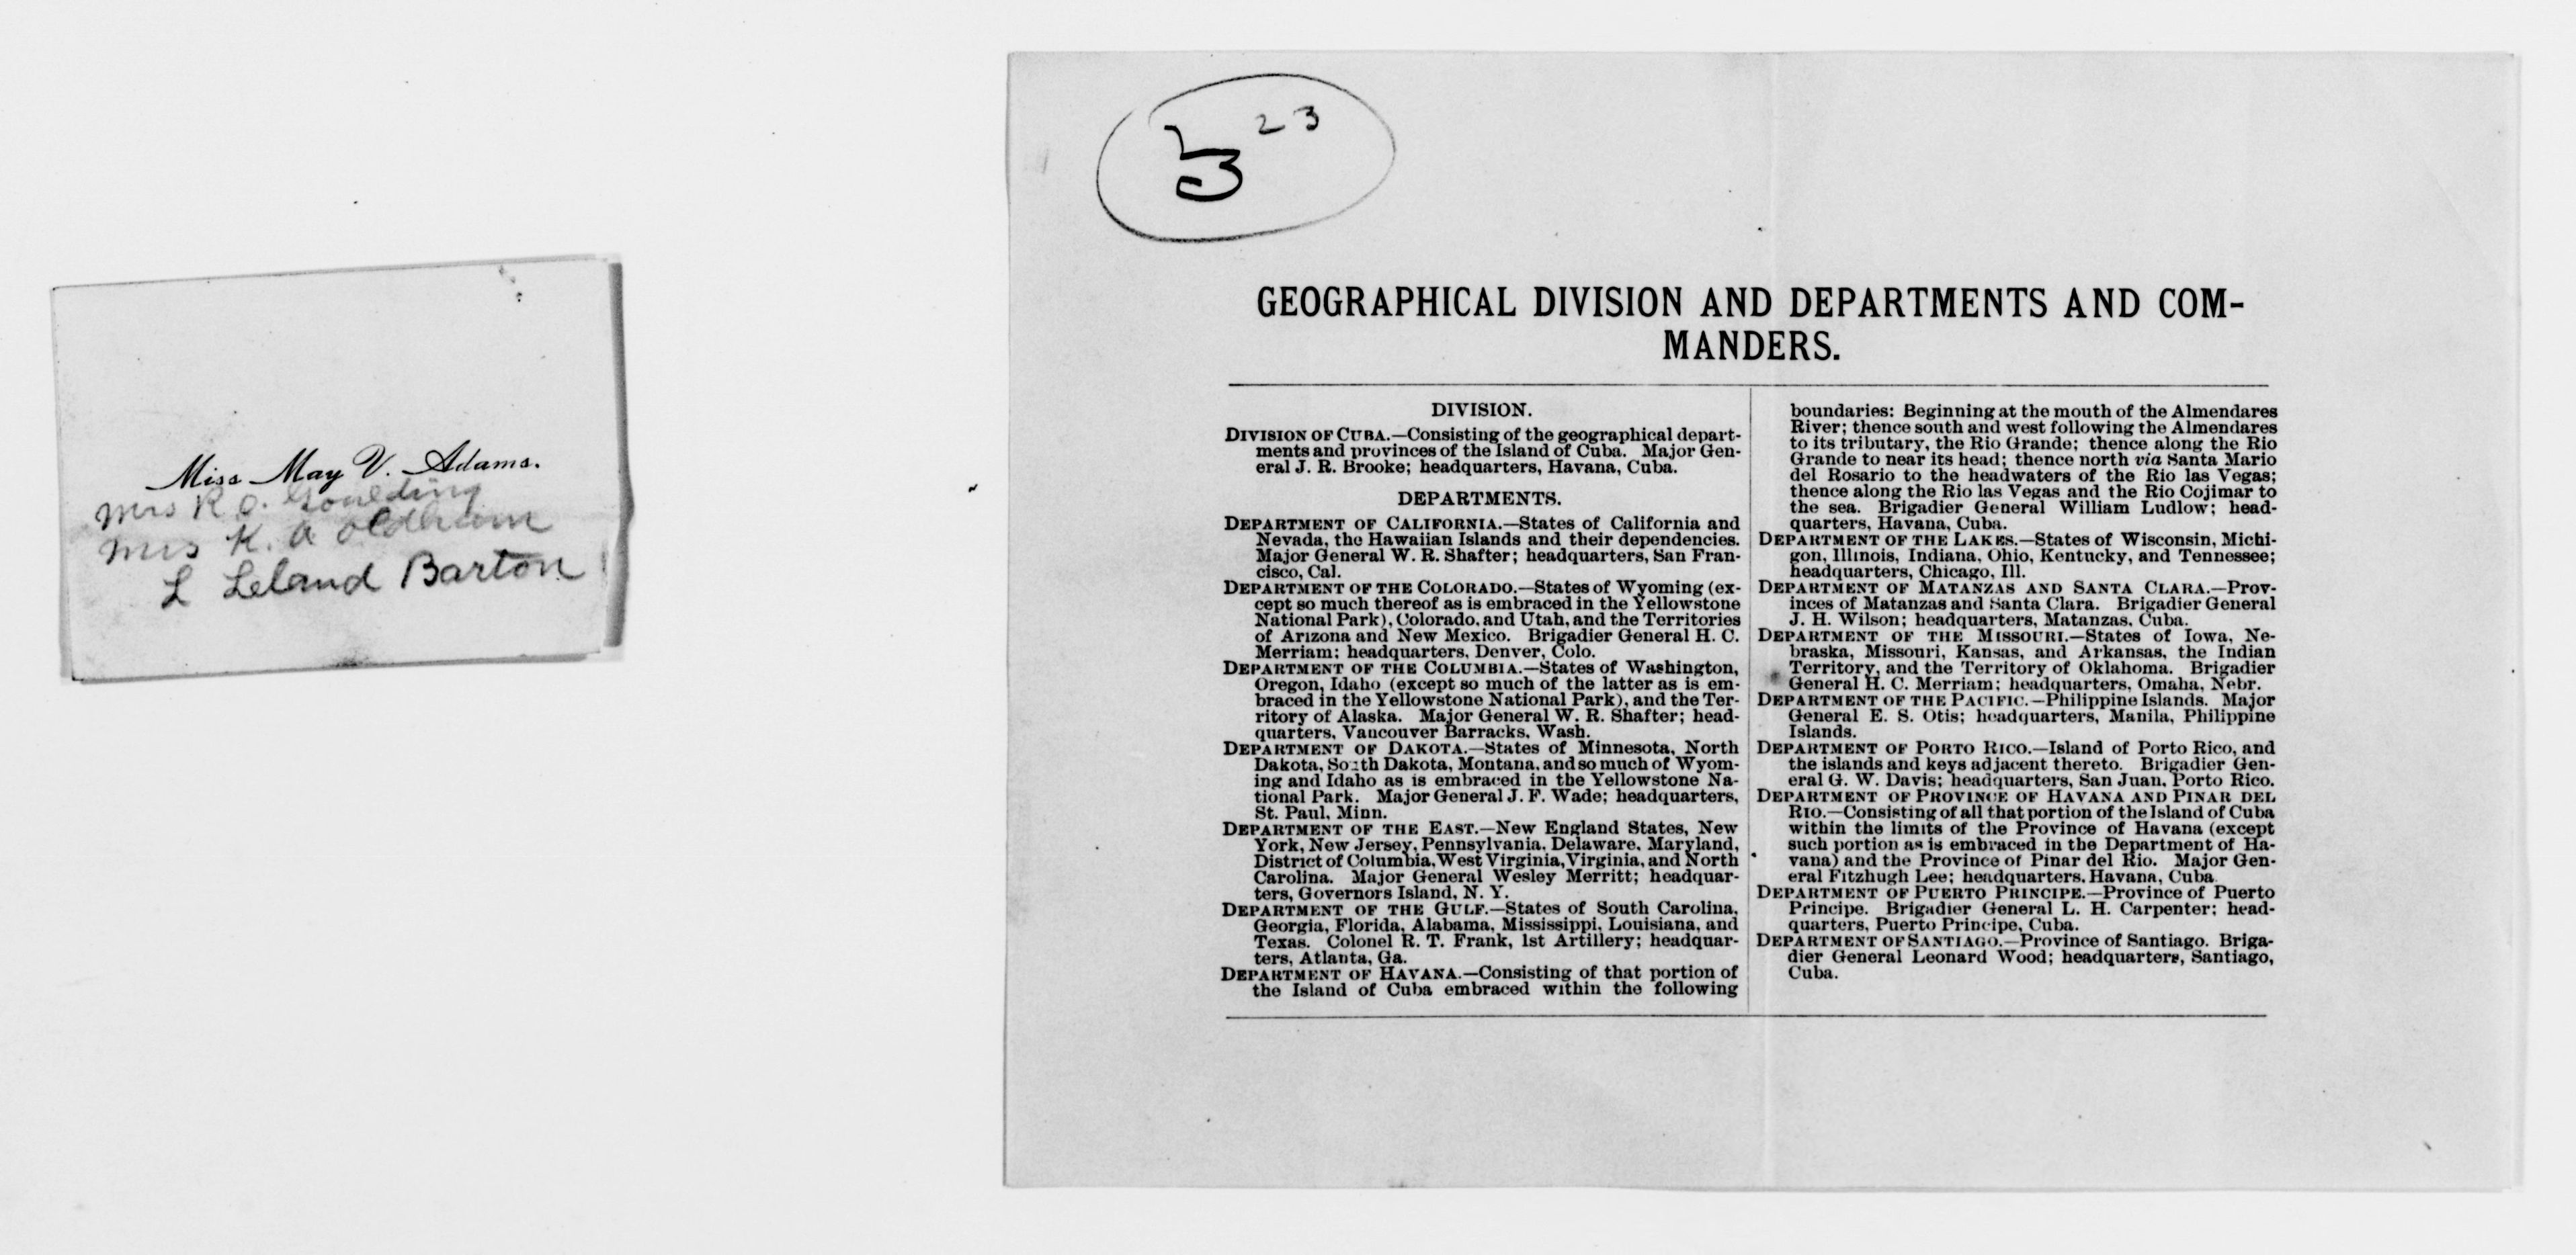 Miss May V. Adams.
Mrs R. O. Goulding
Mrs K. A Oldham
L Leland Barton
23
GEOGRAPHICAL DIVISION AND DEPARTMENTS AND COM-
MANDERS.
DIVISION.
DIVISION OF CUBA.—Consisting of the geographical depart-
ments and provinces of the Island of Cuba. Major Gen-
eral J. R. Brooke; headquarters, Havana, Cuba.
DEPARTMENTS.
DEPARTMENT OF CALIFORNIA.—States of California and
Nevada, the Hawaiian Islands and their dependencies.
Major General W. R. Shafter; headquarters, San Fran-
cisco, Cal.
DEPARTMENT OF THE COLORADO.—States of Wyoming (ex-
cept so much thereof as is embraced in the Yellowstone
National Park), Colorado, and Utah, and the Territories
of Arizona and New Mexico. Brigadier General H. C.
Merriam; headquarters, Denver, Colo.
DEPARTMENT OF THE COLUMBIA.—States of Washington,
Oregon, Idaho (except so much of the latter as is em-
braced in the Yellowstone National Park), and the Ter-
ritory of Alaska. Major General W. R. Shafter; head-
quarters, Vancouver Barracks, Wash.
DEPARTMENT OF DAKOTA.—States of Minnesota, North
Dakota, South Dakota, Montana, and so much of Wyom-
ing and Idaho as is embraced in the Yellowstone Na-
tional Park. Major General J. F. Wade; headquarters,
St. Paul, Minn.
DEPARTMENT OF THE EAST.—New England States, New
York, New Jersey, Pennsylvania, Delaware, Maryland,
District of Columbia, West Virginia, Virginia, and North
Carolina. Major General Wesley Merritt; headquar-
ters, Governors Island, N. Y.
DEPARTMENT OF THE GULF.—States of South Carolina,
Georgia, Florida, Alabama, Mississippi, Louisiana, and
Texas. Colonel R. T. Frank, 1st Artillery; headquar-
ters, Atlanta, Ga.
DEPARTMENT OF HAVANA.—Consisting of that portion of
the Island of Cuba embraced within the following
boundaries: Beginning at the mouth of the Almendares
River; thence south and west following the Almendares
to its tributary, the Rio Grande; thence along the Rio
Grande to near its head; thence north via Santa Mario
del Rosario to the headwaters of the Rio las Vegas;
thence along the Rio las Vegas and the Rio Cojimar to
the sea. Brigadier General William Ludlow; head-
quarters, Havana, Cuba.
DEPARTMENT OF THE LAKES.—States of Wisconsin, Michi-
gan, Illinois, Indiana, Ohio, Kentucky, and Tennessee;
headquarters, Chicago, Ill.
DEPARTMENT OF MATANZAS AND SANTA CLARA.—Prov-
inces of Matanzas and Santa Clara. Brigadier General
J. H. Wilson; headquarters, Matanzas, Cuba.
DEPARTMENT OF THE MISSOURI.—States of Iowa, Ne-
braska, Missouri, Kansas, and Arkansas, the Indian
Territory, and the Territory of Oklahoma. Brigadier
General H. C. Merriam; headquarters, Omaha, Nebr.
DEPARTMENT OF THE PACIFIC.—Philippine Islands. Major
General E. S. Otis; headquarters, Manila, Philippine
Islands.
DEPARTMENT OF PORTO RICO.—Island of Porto Rico, and
the islands and keys adjacent thereto. Brigadier Gen-
eral G. W. Davis; headquarters, San Juan, Porto Rico.
DEPARTMENT OF PROVINCE OF HAVANA AND PINAR DEL
RIO.—Consisting of all that portion of the Island of Cuba
within the limits of the Province of Havana (except
such portion as is embraced in the Department of Ha-
vana) and the Province of Pinar del Rio. Major Gen-
eral Fitzhugh Lee; headquarters, Havana, Cuba.
DEPARTMENT OF PUERTO PRINCIPE.—Province of Puerto
Principe. Brigadier General L. H. Carpenter; head-
quarters, Puerto Principe, Cuba.
DEPARTMENT OF SANTIAGO.—Province of Santiago. Briga-
dier General Leonard Wood; headquarters, Santiago,
Cuba.